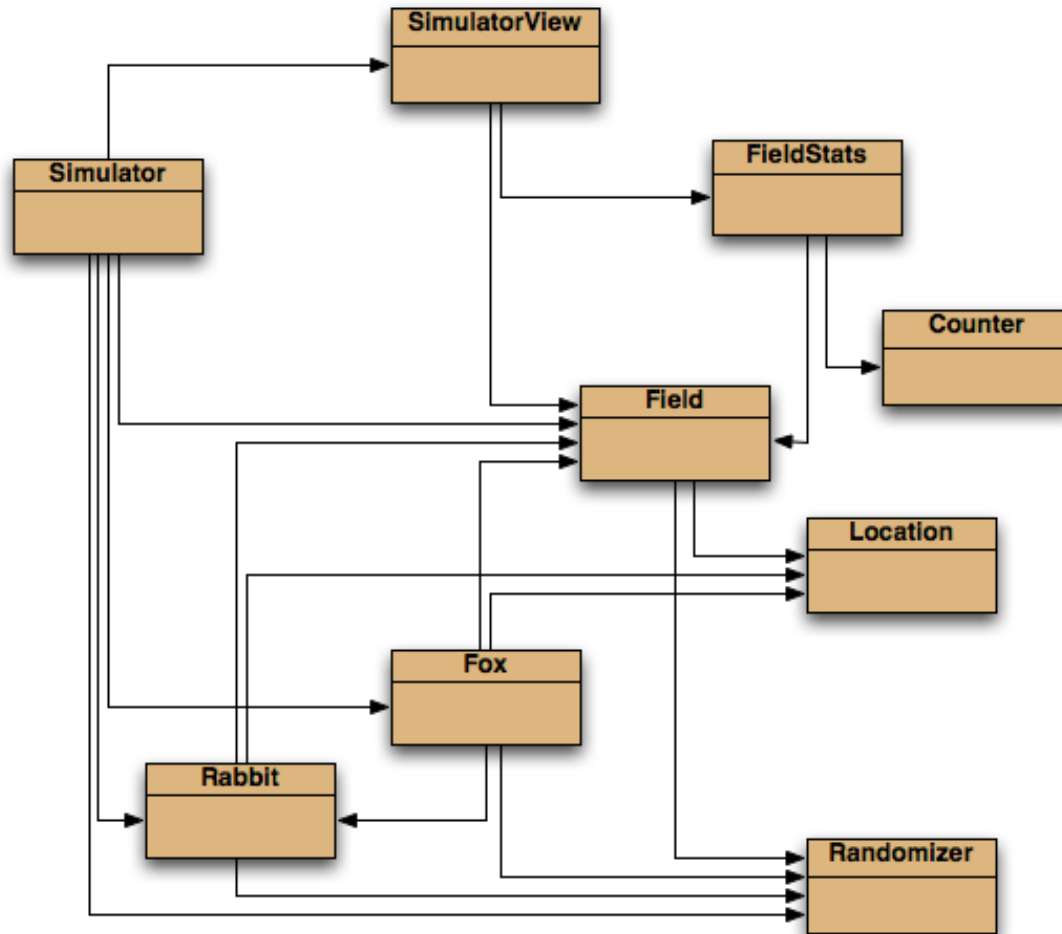 SimulatorView
Simulator
FieldStats
Counter
Field
Location
Fox
Rabbit
Randomizer